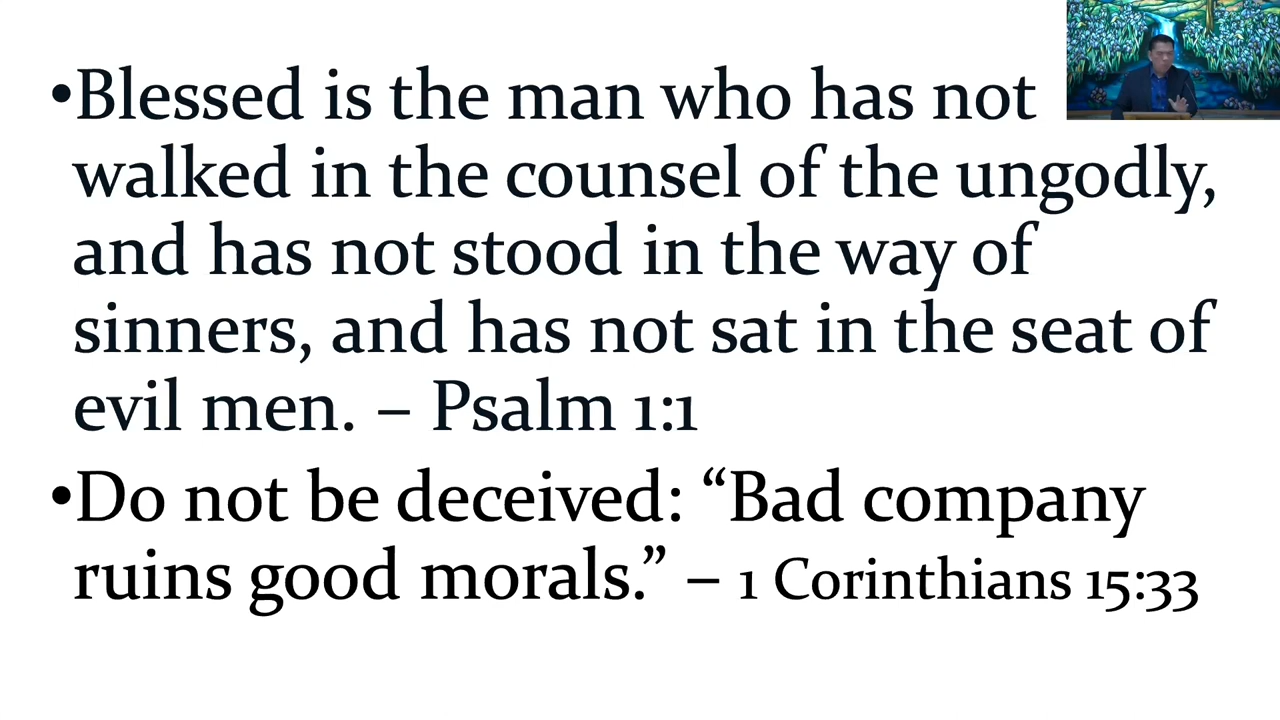 •Blessed is the man who has not
walked in the counsel of the ungodly,
and has not stood in the way of
sinners, and has not sat in the seat of
evil men. – Psalm 1:1
•Do not be deceived: “Bad company
ruins good morals.” – 1 Corinthians 15:33